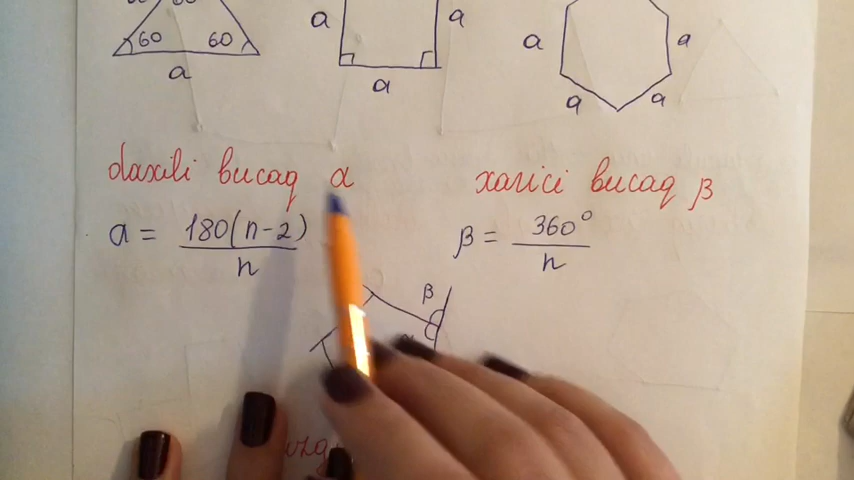 60 60 a
a a a
a a a a
daxili bucaq α
xarici bucaq β
α = 180(n-2) / n
β = 360° / n
β